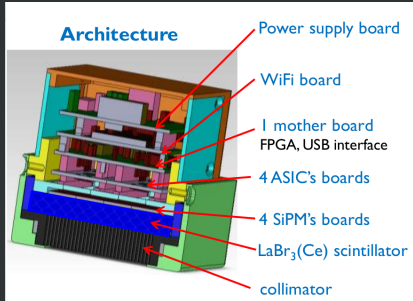 Architecture
Power supply board
WiFi board
1 mother board
FPGA, USB interface
4 ASIC's boards
4 SiPM's boards
LaBr₃(Ce) scintillator
collimator